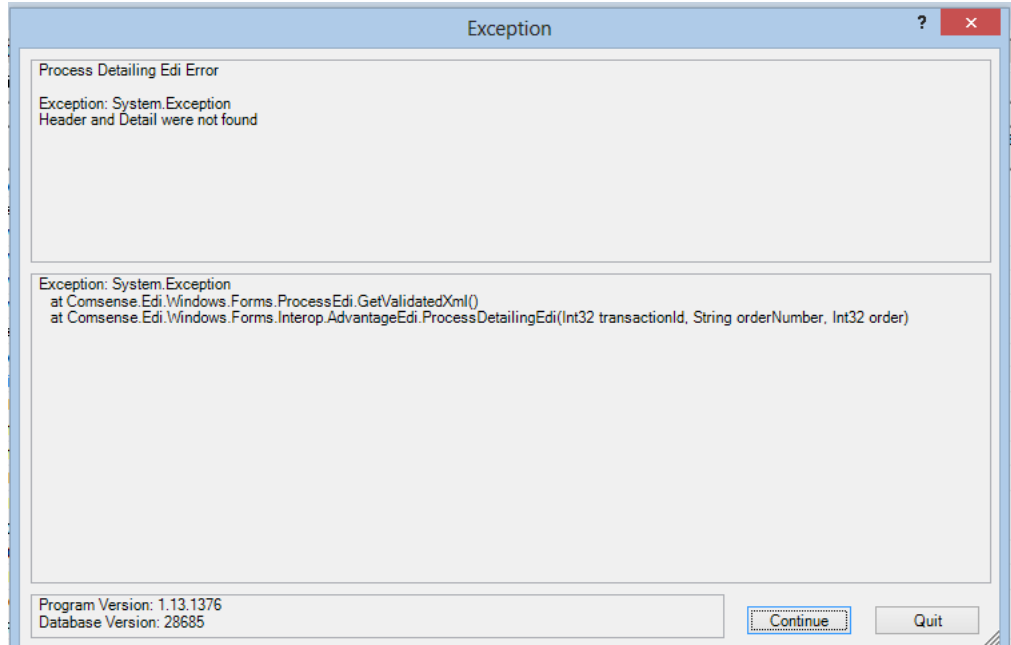 Exception
?
×
Process Detailing Edi Error
Exception: System.Exception
Header and Detail were not found
Exception: System.Exception
at Comsense.Edi.Windows.Forms.ProcessEdi.GetValidatedXml()
at Comsense.Edi.Windows.Forms.Interop.AdvantageEdi.ProcessDetailingEdi(Int32 transactionId, String orderNumber, Int32 order)
Program Version: 1.13.1376
Database Version: 28685
Continue
Quit